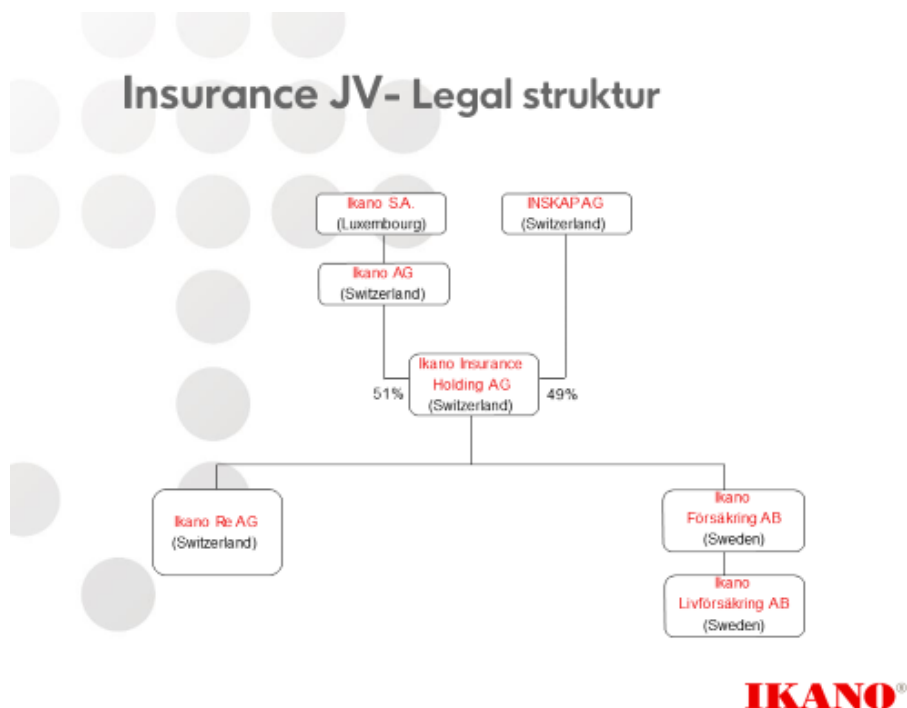 Insurance JV- Legal struktur
Ikano S.A.
(Luxembourg)
INSKAP AG
(Switzerland)
Ikano AG
(Switzerland)
Ikano Insurance
Holding AG
(Switzerland)
51%
49%
Ikano Re AG
(Switzerland)
Ikano
Försäkring AB
(Sweden)
Ikano
Livförsäkring AB
(Sweden)
IKANO®